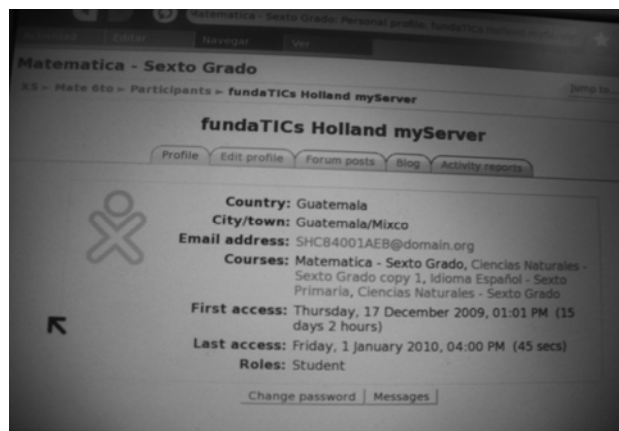 Matematica - Sexto Grado: Personal profile: fundaTICs Holland
Actividad Editar Navegar Ver
Matematica - Sexto Grado
XS ► Mate 6to ► Participants ► fundaTICs Holland myServer
Jump to...
fundaTICs Holland myServer
Profile Edit profile Forum posts Blog Activity reports
Country: Guatemala
City/town: Guatemala/Mixco
Email address: SHC84001AEB@domain.org
Courses: Matematica - Sexto Grado, Ciencias Naturales -
Sexto Grado copy 1, Idioma Español - Sexto
Primaria, Ciencias Naturales - Sexto Grado
First access: Thursday, 17 December 2009, 01:01 PM (15
days 2 hours)
Last access: Friday, 1 January 2010, 04:00 PM (45 secs)
Roles: Student
Change password Messages